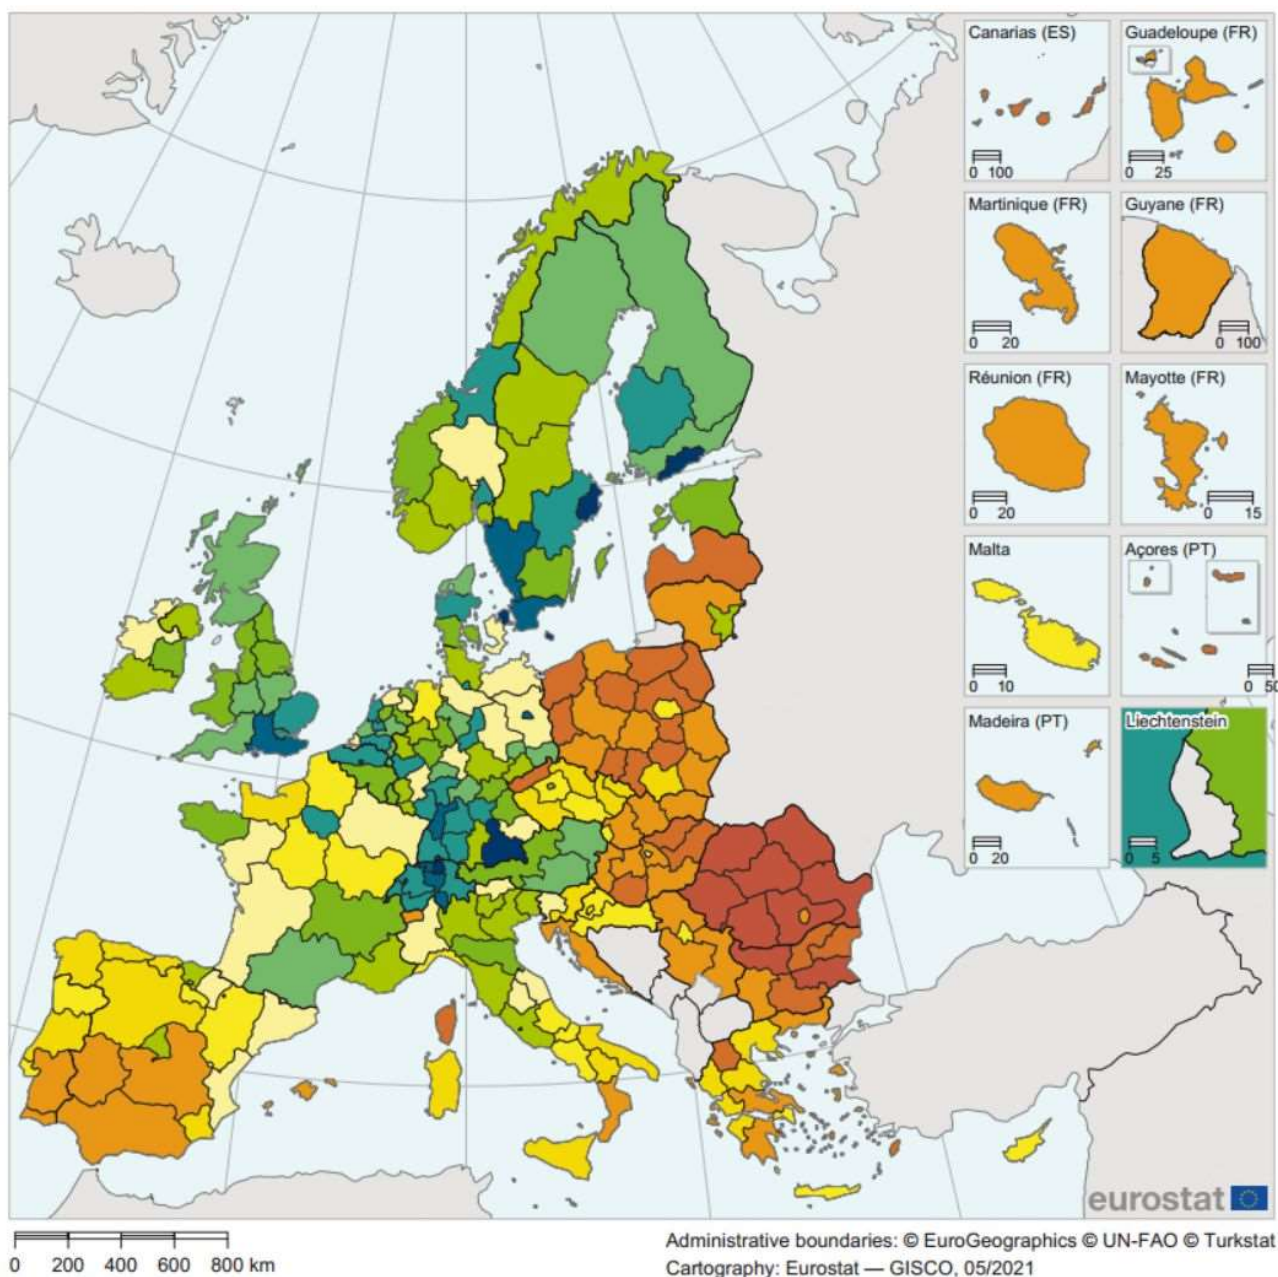 Canarias (ES)
0 100
Guadeloupe (FR)
0 25
Martinique (FR)
0 20
Guyane (FR)
0 100
Réunion (FR)
0 20
Mayotte (FR)
0 15
Malta
0 10
Açores (PT)
0 50
Madeira (PT)
0 20
Liechtenstein
0 5
eurostat
0 200 400 600 800 km
Administrative boundaries: © EuroGeographics © UN-FAO © Turkstat
Cartography: Eurostat — GISCO, 05/2021